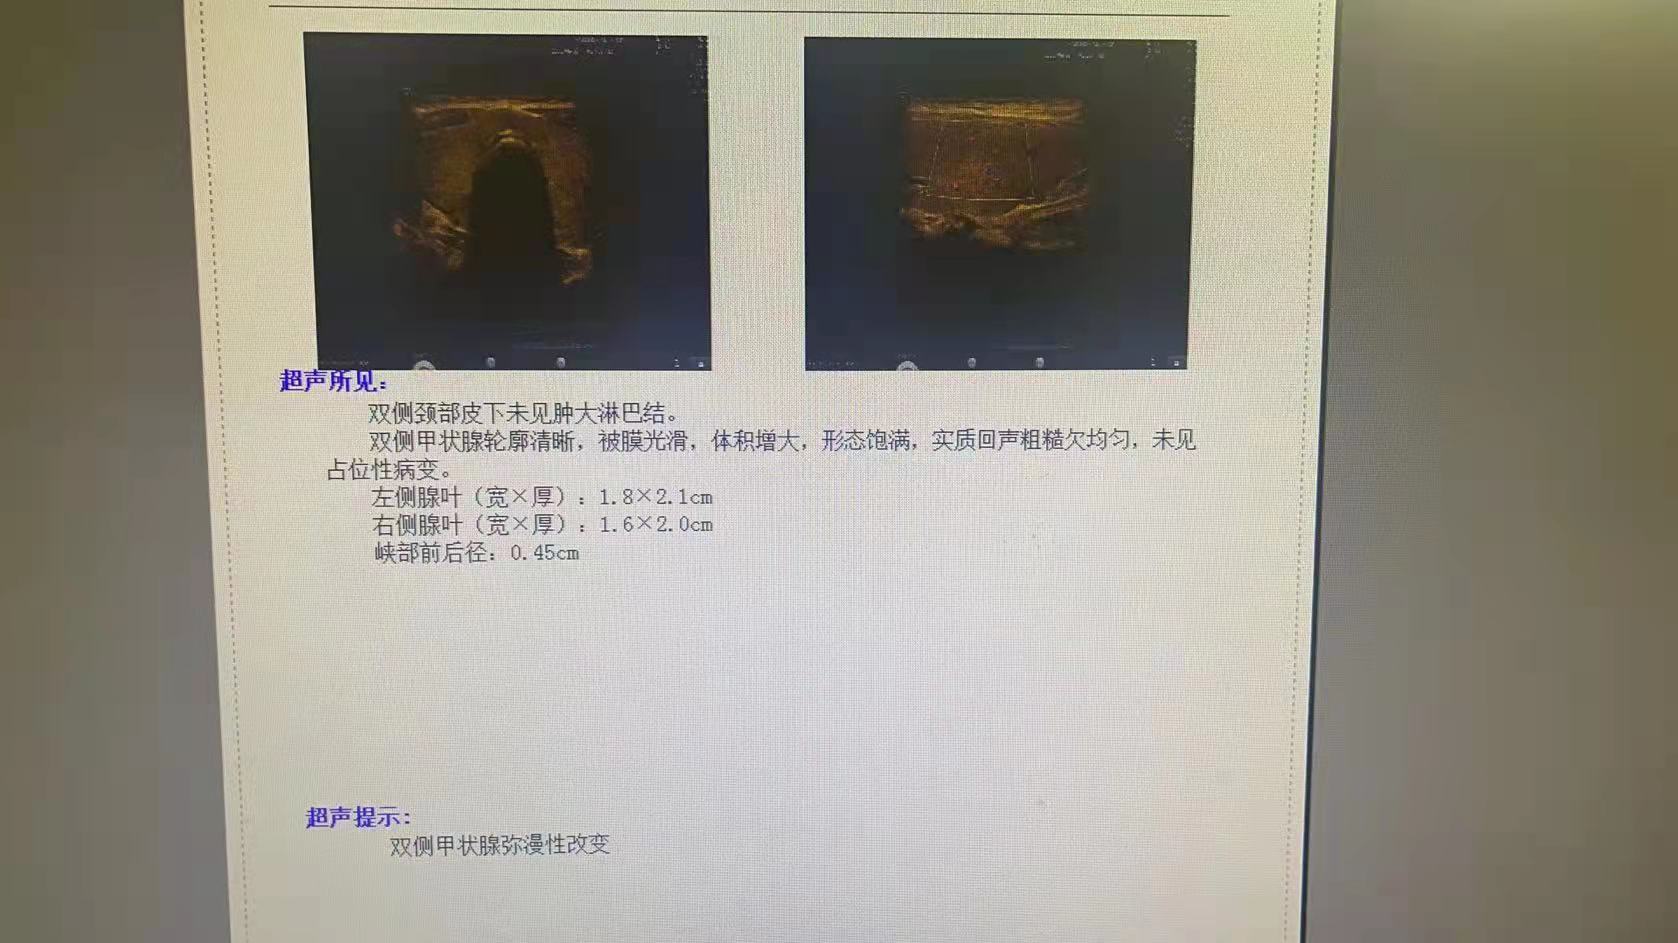 超声所见：
双侧颈部皮下未见肿大淋巴结。
双侧甲状腺轮廓清晰，被膜光滑，体积增大，形态饱满，实质回声粗糙欠均匀，未见
占位性病变。
左侧腺叶（宽×厚）：1.8×2.1cm
右侧腺叶（宽×厚）：1.6×2.0cm
峡部前后径：0.45cm
超声提示：
双侧甲状腺弥漫性改变